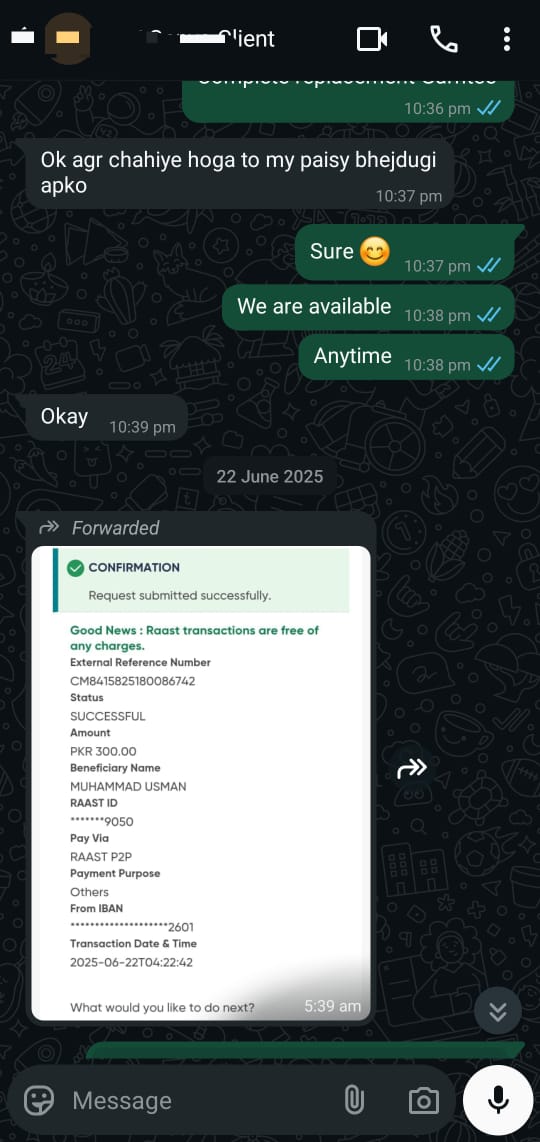 Client
Complete replacement
10:36 pm
Ok agr chahiye hoga to my paisy bhejdugi
apko
10:37 pm
Sure 😊 10:37 pm
We are available 10:38 pm
Anytime 10:38 pm
Okay 10:39 pm
22 June 2025
Forwarded
CONFIRMATION
Request submitted successfully.
Good News : Raast transactions are free of
any charges.
External Reference Number
CM8415825180086742
Status
SUCCESSFUL
Amount
PKR 300.00
Beneficiary Name
MUHAMMAD USMAN
RAAST ID
*******9050
Pay Via
RAAST P2P
Payment Purpose
Others
From IBAN
********************2601
Transaction Date & Time
2025-06-22T04:22:42
What would you like to do next? 5:39 am
Message